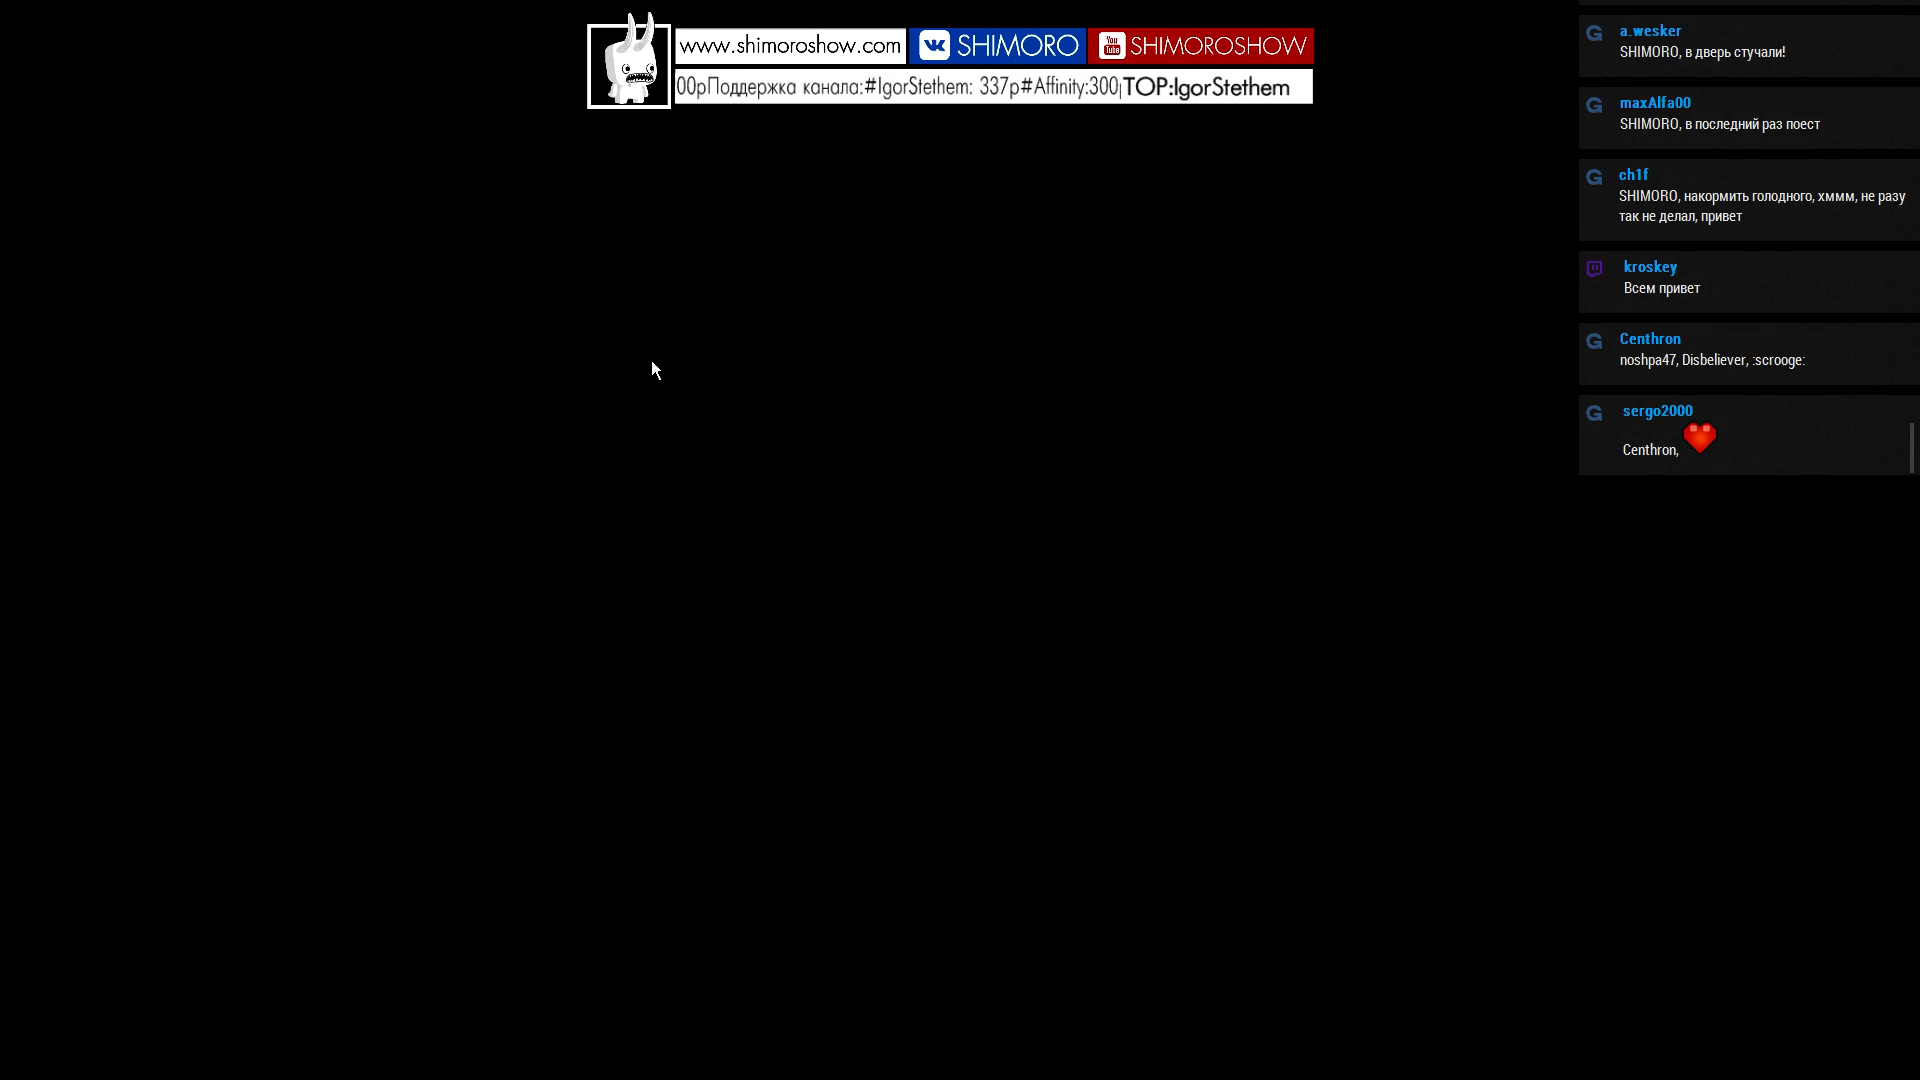 www.shimoroshow.com
SHIMORO
You Tube
SHIMOROSHOW
00рПоддержка канала:#IgorStethem: 337р#Affinity:300
TOP:IgorStethem
a.wesker
SHIMORO, в дверь стучали!
maxAlfa00
SHIMORO, в последний раз поест
ch1f
SHIMORO, накормить голодного, хммм, не разу
так не делал, привет
kroskey
Всем привет
Centhron
noshpa47, Disbeliever, :scrooge:
sergo2000
Centhron,